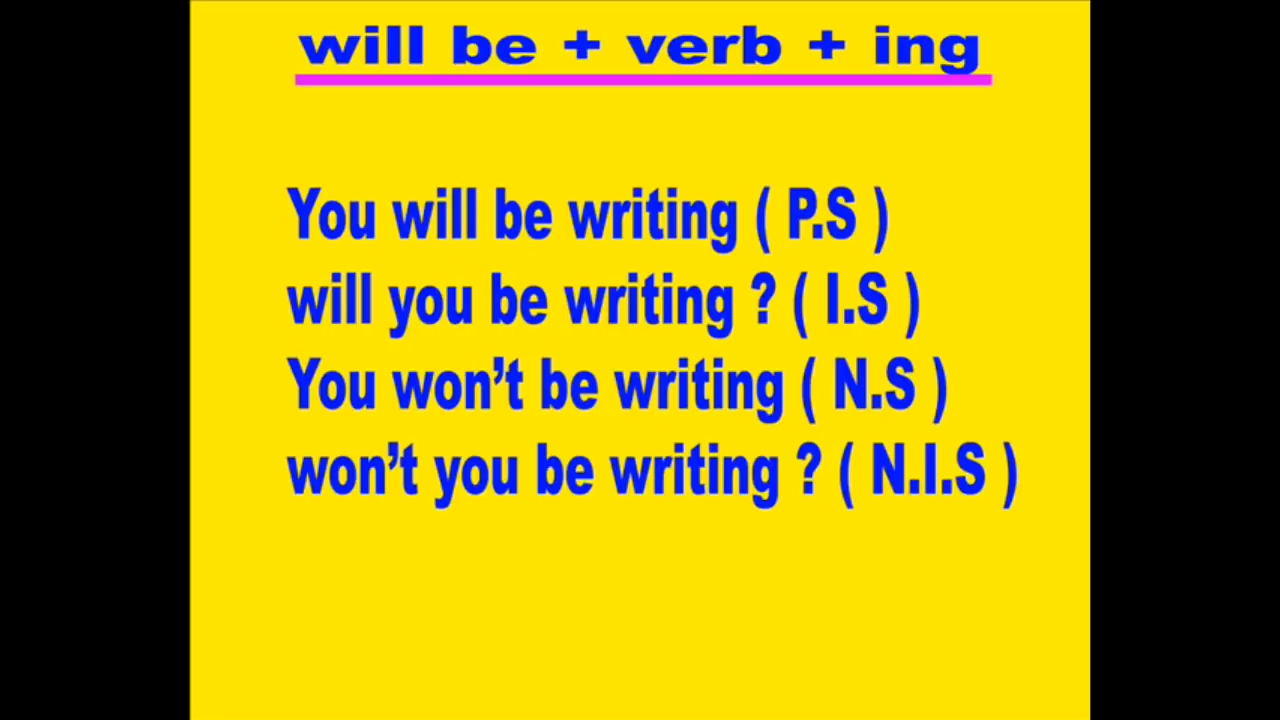 will be + verb + ing
You will be writing ( P.S )
will you be writing ? ( I.S )
You won’t be writing ( N.S )
won’t you be writing ? ( N.I.S )